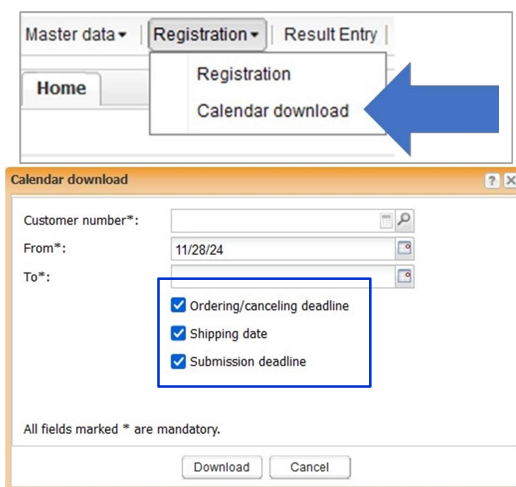 Master data ▾ | Registration ▾ | Result Entry |
Registration
Home
Calendar download
Calendar download ? X
Customer number*:
From*: 11/28/24
To*:
Ordering/canceling deadline
Shipping date
Submission deadline
All fields marked * are mandatory.
Download Cancel